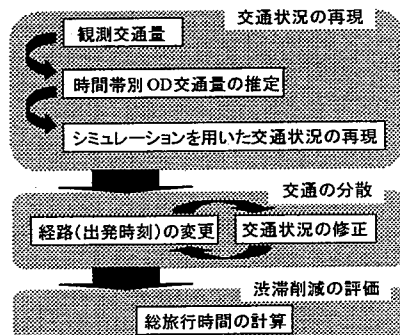 交通状況の再現
観測交通量
時間帯別OD交通量の推定
シミュレーションを用いた交通状況の再現
交通の分散
経路(出発時刻)の変更
交通状況の修正
渋滞削減の評価
総旅行時間の計算